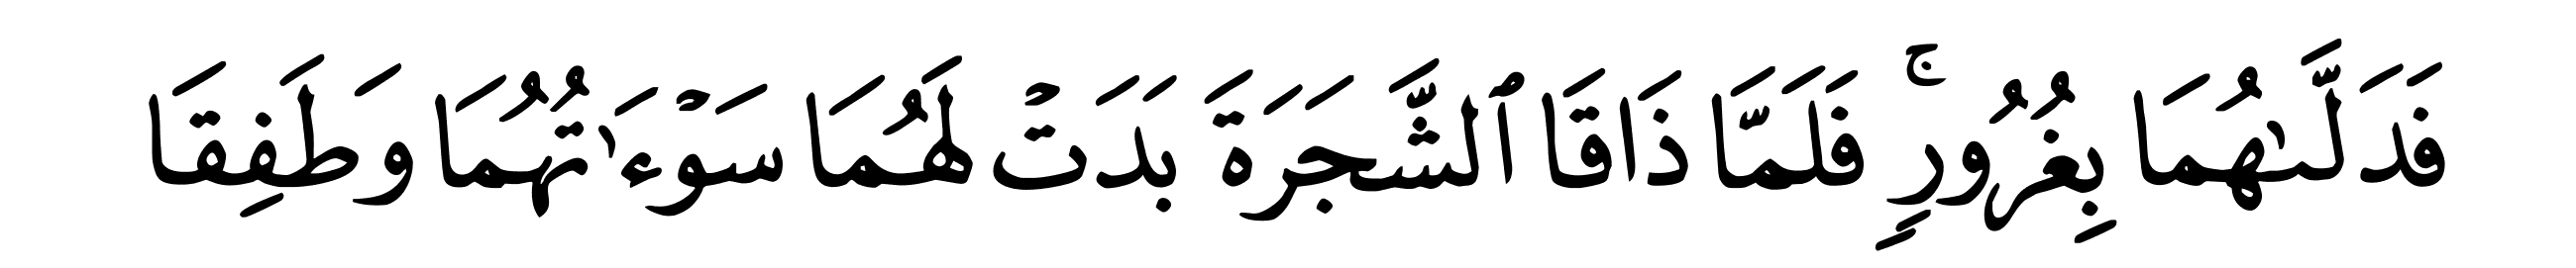 فَدَلَّىٰهُمَا بِغُرُورٍۚ فَلَمَّا ذَاقَا ٱلشَّجَرَةَ بَدَتۡ لَهُمَا سَوۡءَٰتُهُمَا وَطَفِقَا